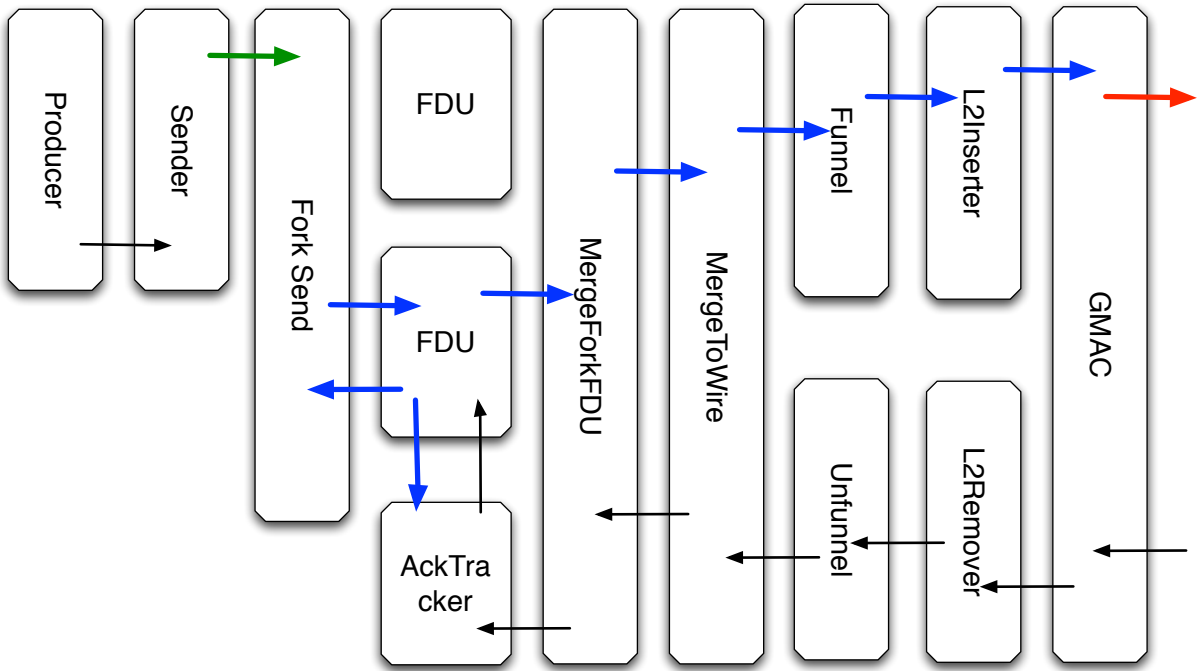 Producer
Sender
Fork Send
FDU
FDU
AckTra
cker
MergeForkFDU
MergeToWire
Funnel
Unfunnel
L2Inserter
L2Remover
GMAC